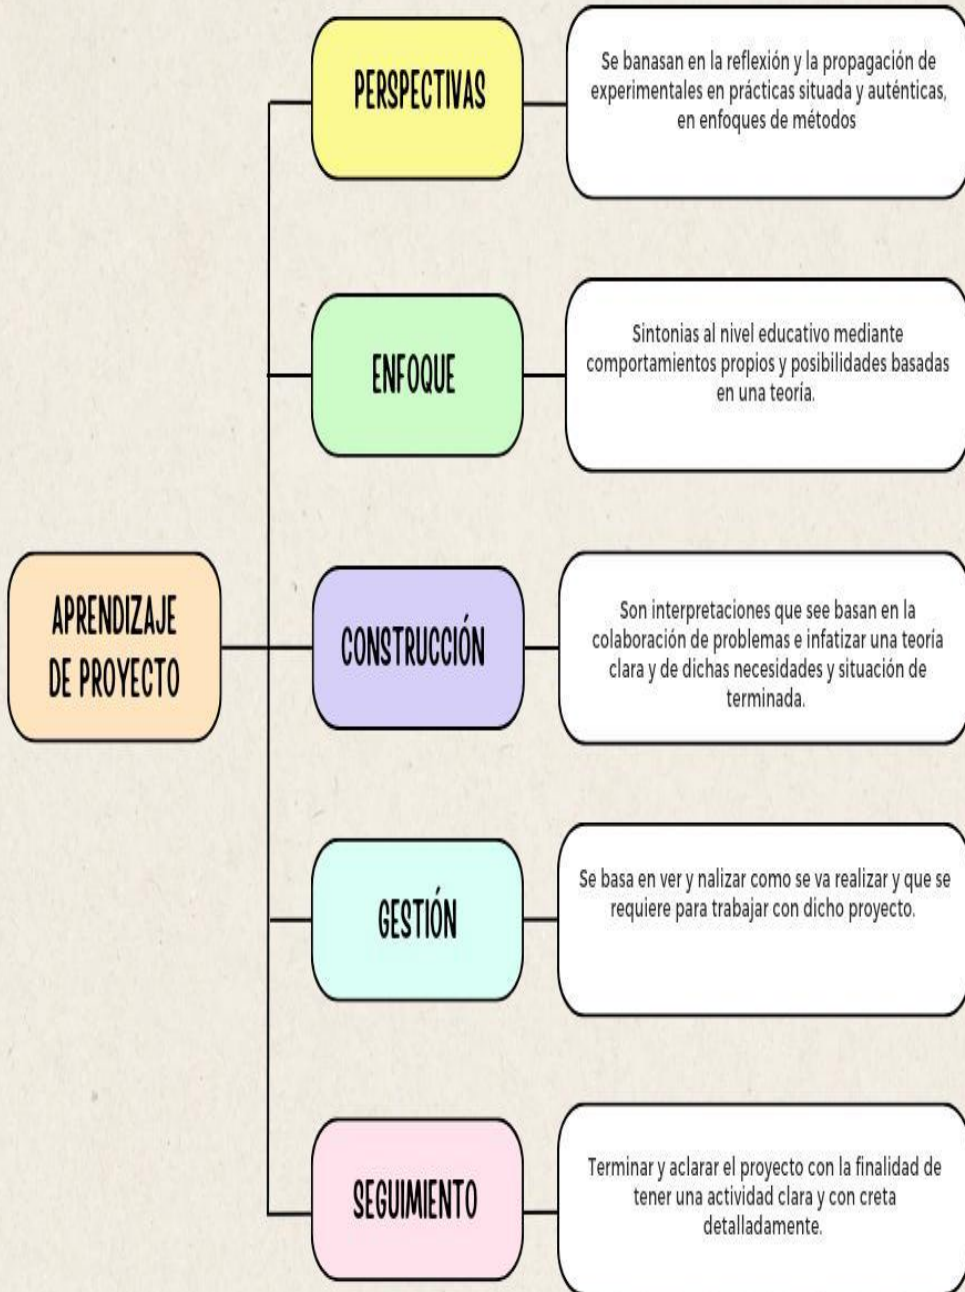 PERSPECTIVAS
Se banasan en la reflexión y la propagación de
experimentales en prácticas situada y auténticas,
en enfoques de métodos
ENFOQUE
Sintonias al nivel educativo mediante
comportamientos propios y posibilidades basadas
en una teoría.
APRENDIZAJE
DE PROYECTO
CONSTRUCCIÓN
Son interpretaciones que see basan en la
colaboración de problemas e infatizar una teoría
clara y de dichas necesidades y situación de
terminada.
GESTIÓN
Se basa en ver y nalizar como se va realizar y que se
requiere para trabajar con dicho proyecto.
SEGUIMIENTO
Terminar y aclarar el proyecto con la finalidad de
tener una actividad clara y con creta
detalladamente.